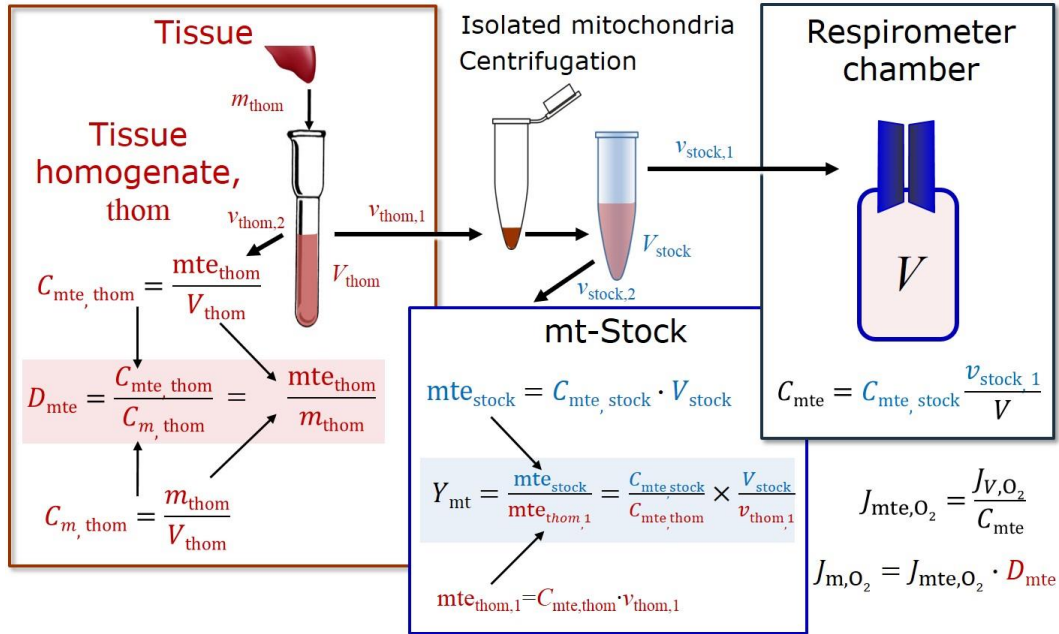 Tissue
m_thom
Tissue
homogenate,
thom
v_thom,2
v_thom,1
V_thom
C_mte, thom = mte_thom / V_thom
D_mte = C_mte, thom / C_m, thom = mte_thom / m_thom
C_m, thom = m_thom / V_thom
Isolated mitochondria
Centrifugation
v_stock,1
V_stock
v_stock,2
mt-Stock
mte_stock = C_mte, stock · V_stock
Y_mt = mte_stock / mte_thom,1 = C_mte,stock / C_mte,thom × V_stock / v_thom,1
mte_thom,1=C_mte,thom·v_thom,1
Respirometer
chamber
V
C_mte = C_mte, stock v_stock, 1 / V
J_mte,O₂ = J_V,O₂ / C_mte
J_m,O₂ = J_mte,O₂ · D_mte